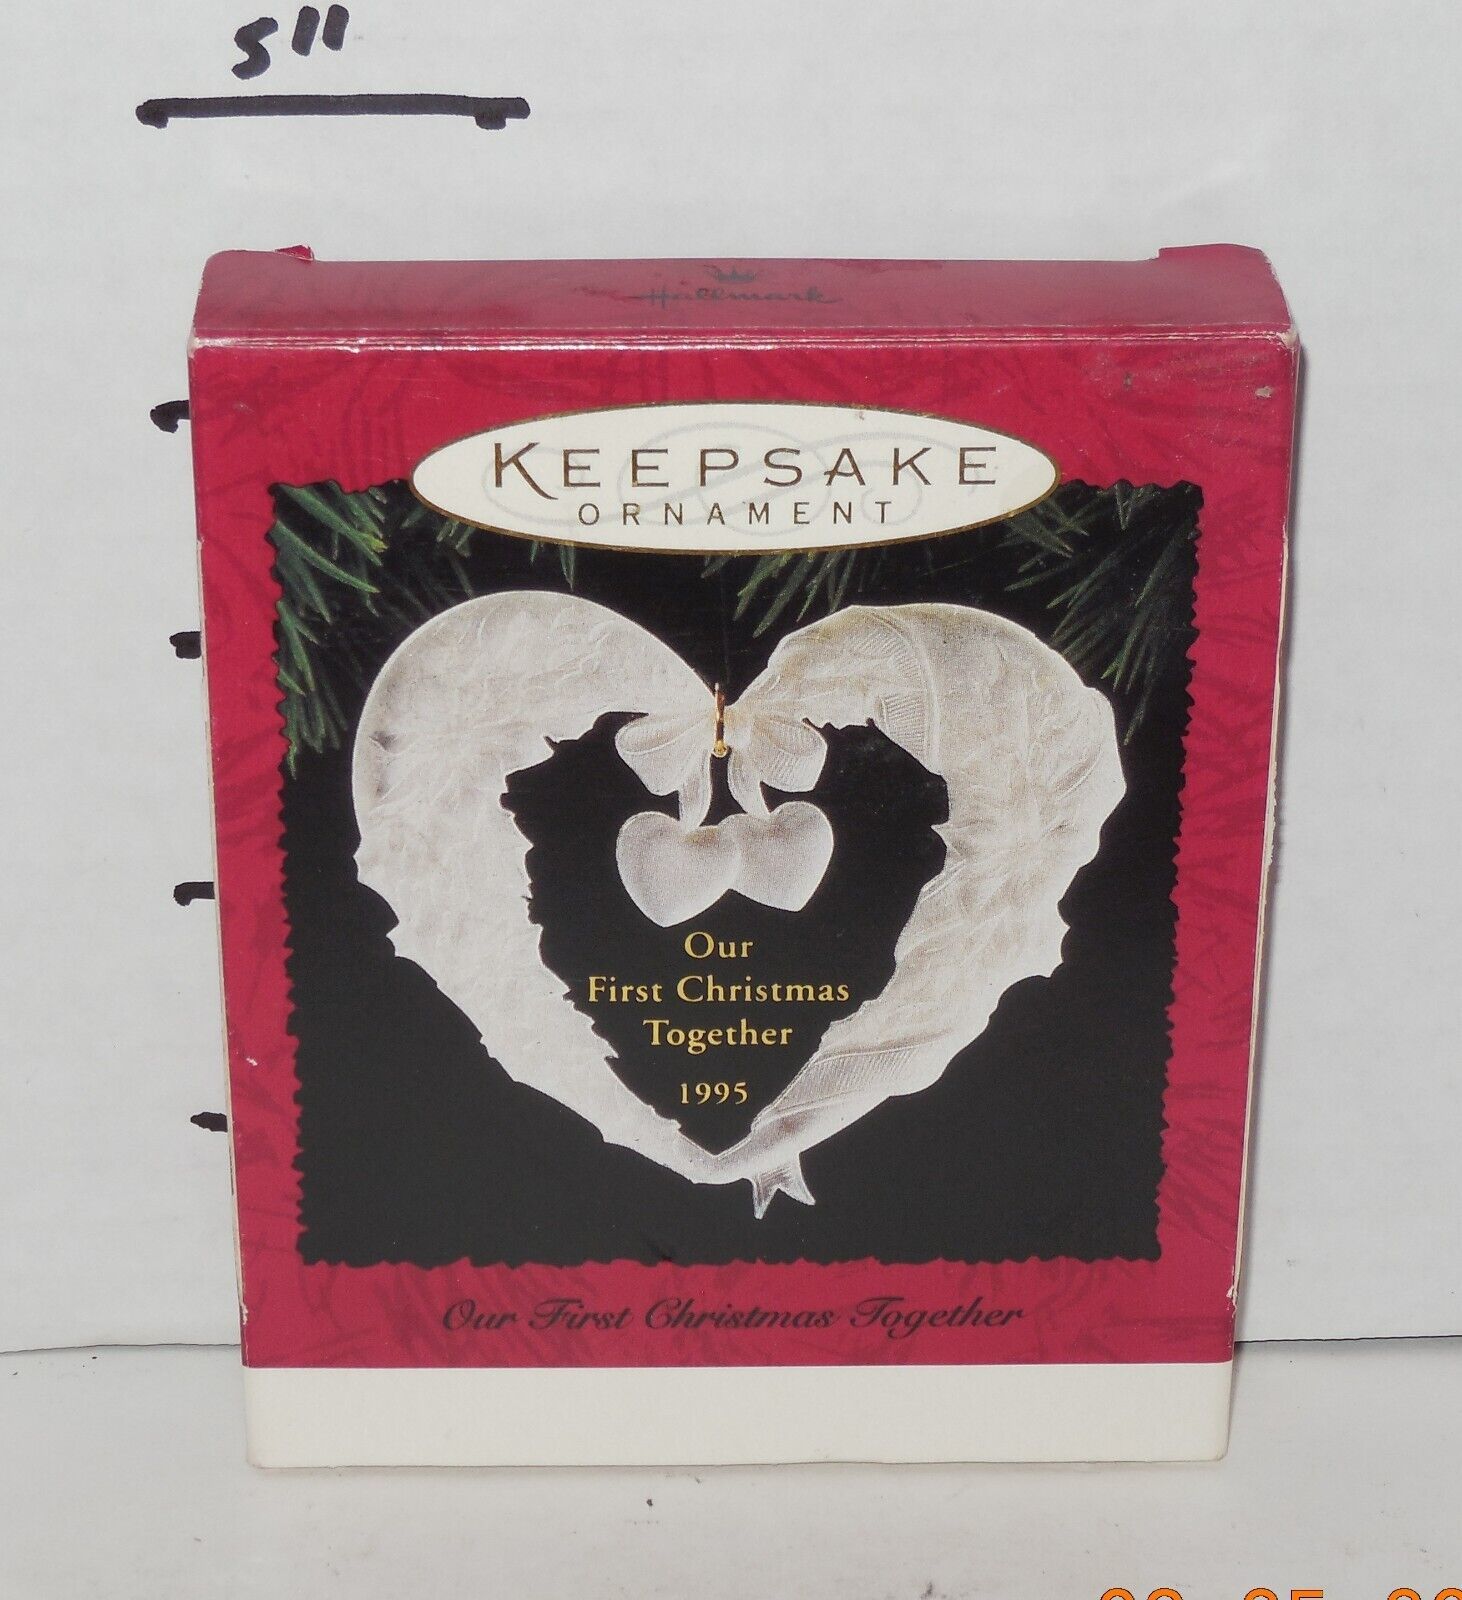 5"
Hallmark
KEEPSAKE
ORNAMENT
Our
First Christmas
Together
1995
Our First Christmas Together